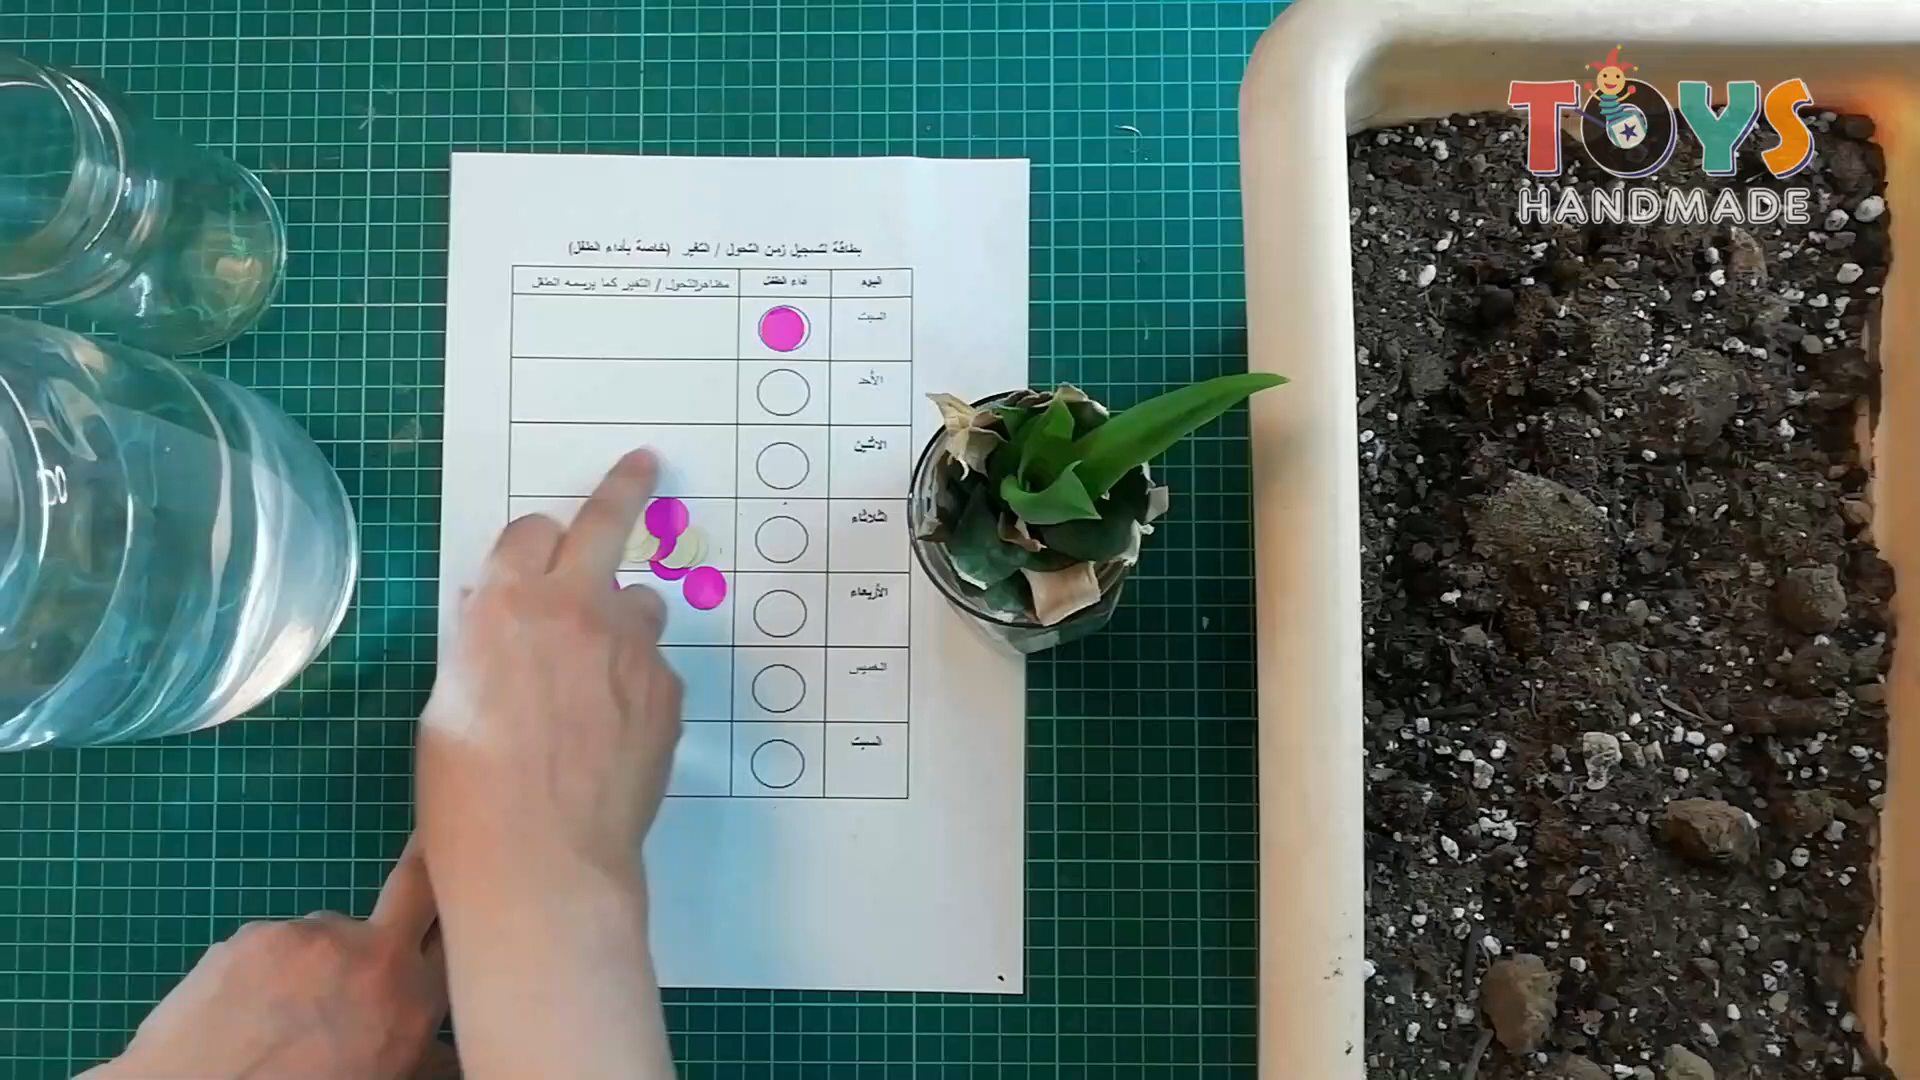 TOYS
HANDMADE
بطاقة لتسجيل زمن التحول / التغير (خاصة بأداء الطفل)
اليوم أداء الطفل مظاهر التحول / التغير كما يرسمه الطفل
السبت
الأحد
الاثنين
الثلاثاء
الأربعاء
الخميس
السبت